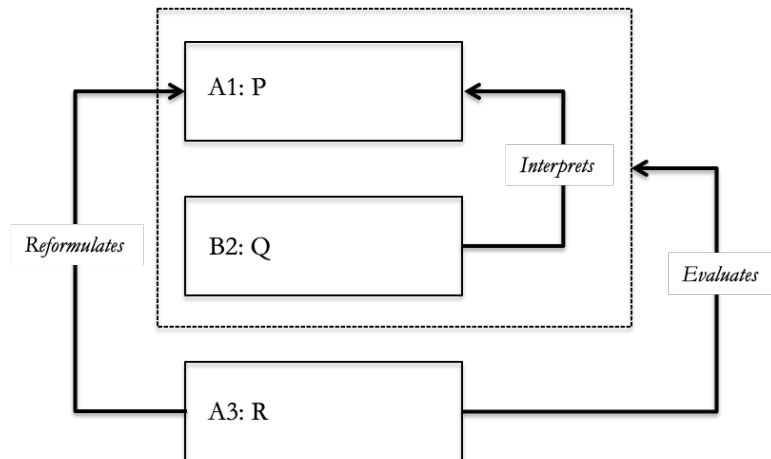 A1: P
Interprets
B2: Q
Reformulates
Evaluates
A3: R